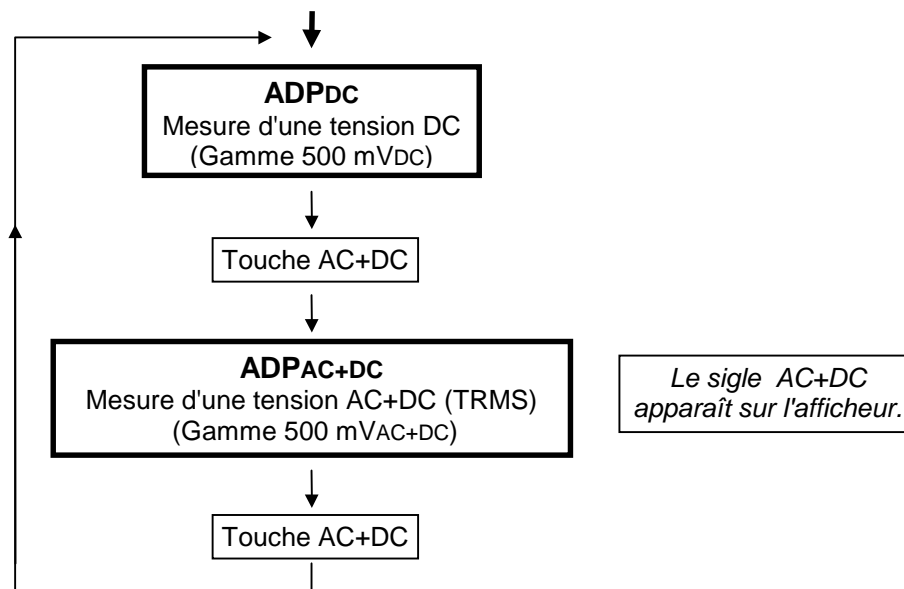 ADPDC
Mesure d'une tension DC
(Gamme 500 mVDC)
Touche AC+DC
ADPAC+DC
Mesure d'une tension AC+DC (TRMS)
(Gamme 500 mVAC+DC)
Le sigle AC+DC
apparaît sur l'afficheur.
Touche AC+DC